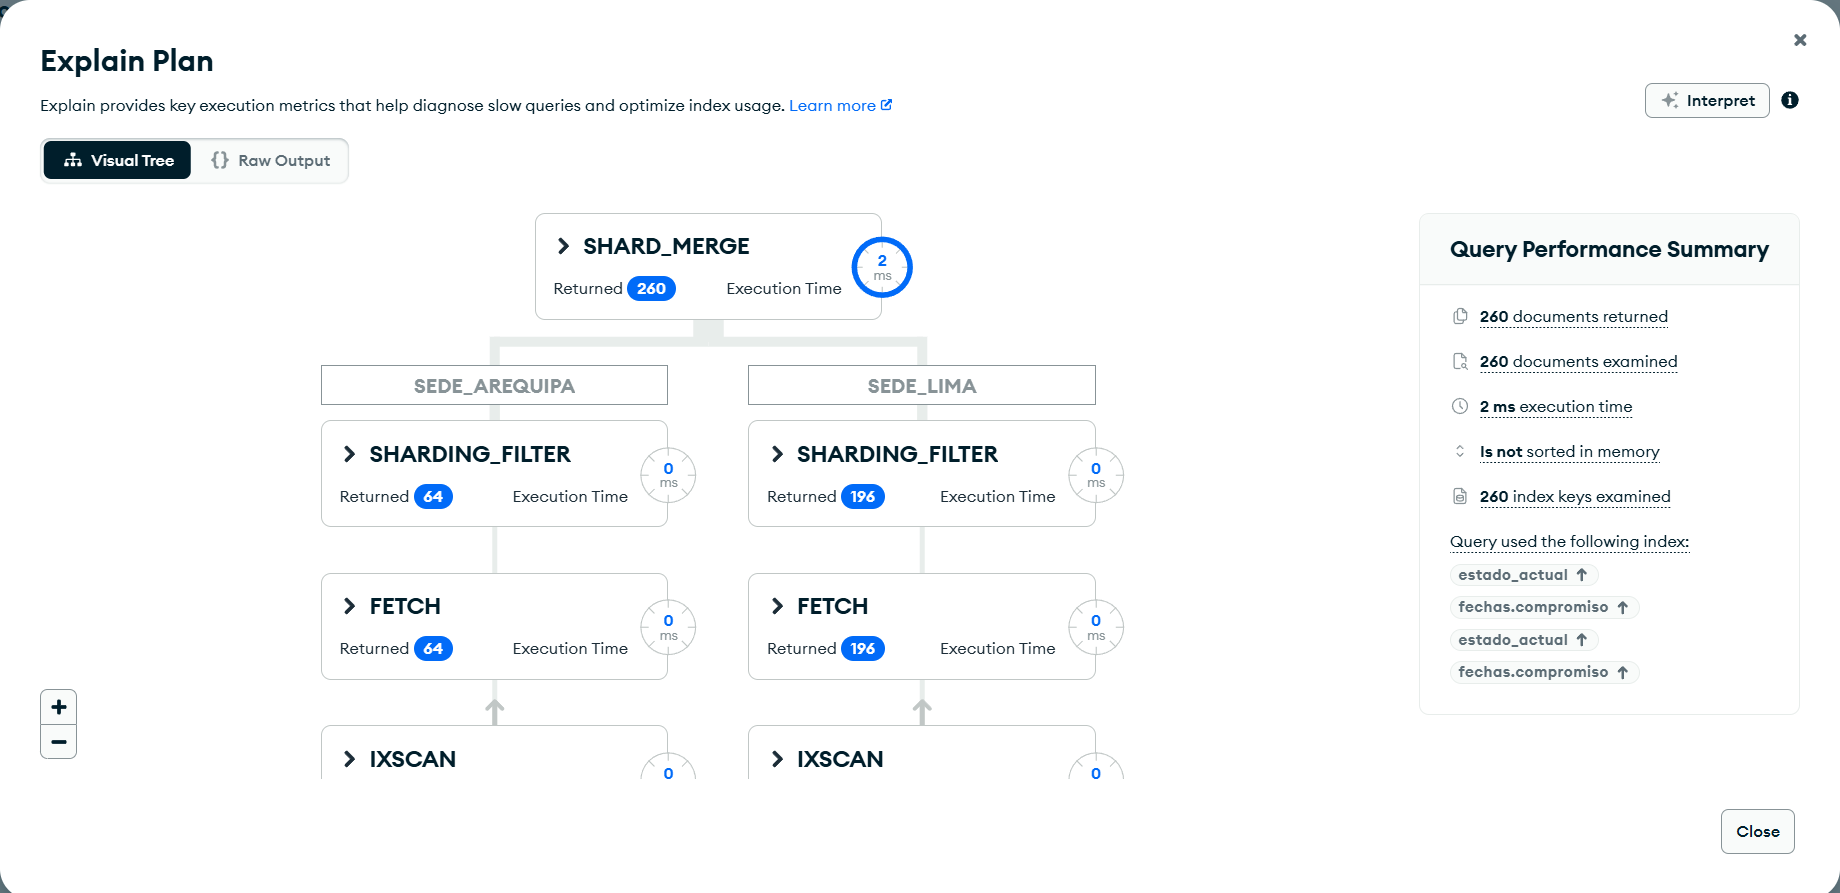 Explain Plan
Explain provides key execution metrics that help diagnose slow queries and optimize index usage. Learn more
Interpret
Visual Tree
Raw Output
SHARD_MERGE
Returned 260 Execution Time
2 ms
SEDE_AREQUIPA
SEDE_LIMA
SHARDING_FILTER
Returned 64 Execution Time
0 ms
SHARDING_FILTER
Returned 196 Execution Time
0 ms
FETCH
Returned 64 Execution Time
0 ms
FETCH
Returned 196 Execution Time
0 ms
IXSCAN
0
IXSCAN
0
Query Performance Summary
260 documents returned
260 documents examined
2 ms execution time
Is not sorted in memory
260 index keys examined
Query used the following index:
estado_actual
fechas.compromiso
estado_actual
fechas.compromiso
Close